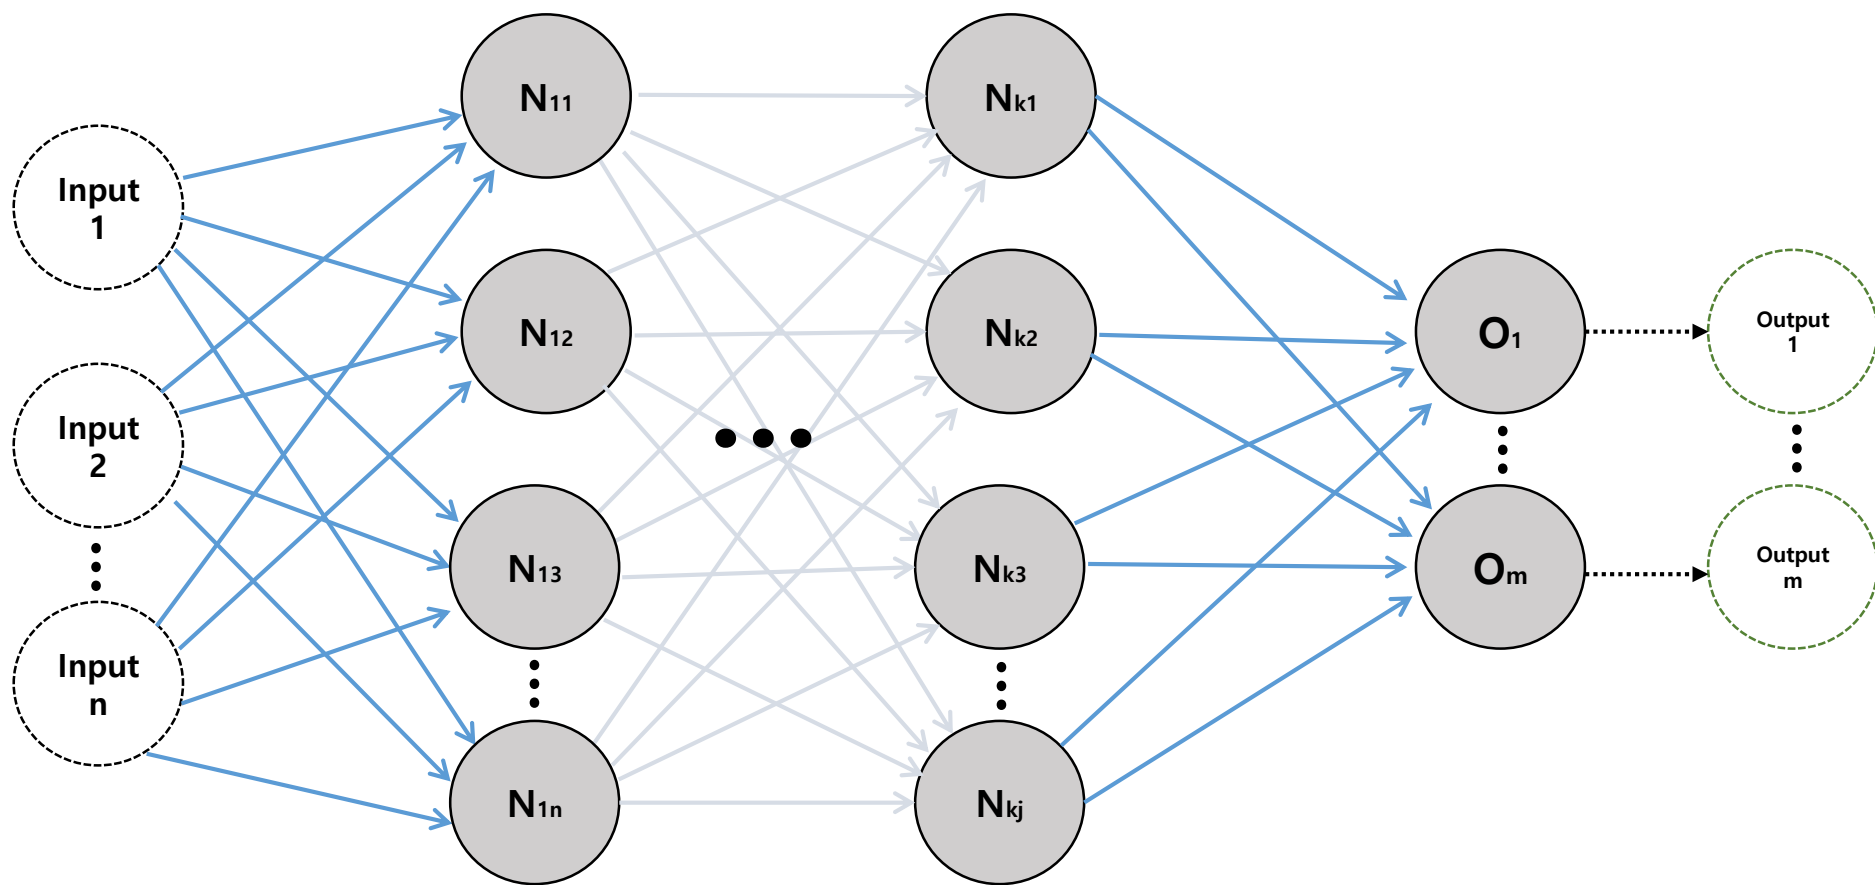 Input
1
Input
2
Input
n
N11
N12
N13
N1n
Nk1
Nk2
Nk3
Nkj
O1
Om
Output
1
Output
m